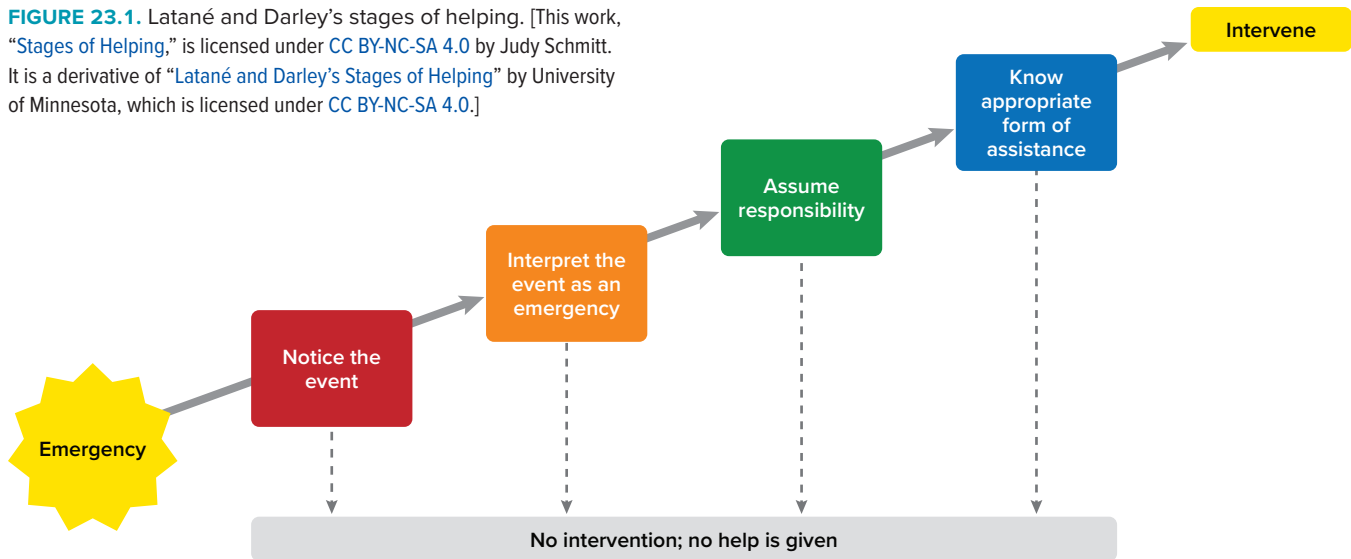 FIGURE 23.1. Latané and Darley’s stages of helping. [This work,
“Stages of Helping,” is licensed under CC BY-NC-SA 4.0 by Judy Schmitt.
It is a derivative of “Latané and Darley’s Stages of Helping” by University
of Minnesota, which is licensed under CC BY-NC-SA 4.0.]
Emergency
Notice the
event
Interpret the
event as an
emergency
Assume
responsibility
Know
appropriate
form of
assistance
Intervene
No intervention; no help is given